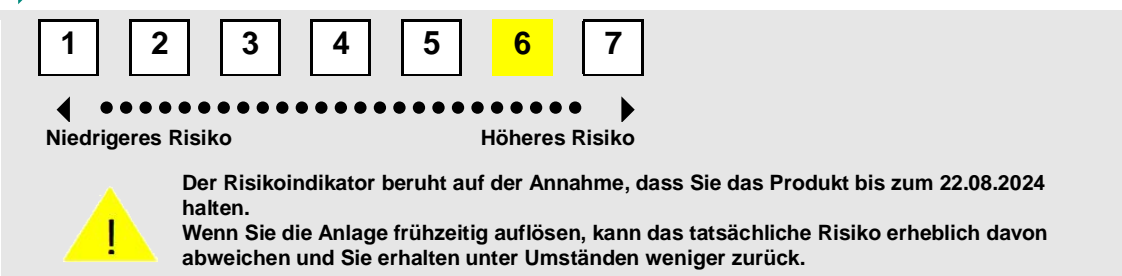 1 2 3 4 5 6 7
Niedrigeres Risiko Höheres Risiko
Der Risikoindikator beruht auf der Annahme, dass Sie das Produkt bis zum 22.08.2024
halten.
Wenn Sie die Anlage frühzeitig auflösen, kann das tatsächliche Risiko erheblich davon
abweichen und Sie erhalten unter Umständen weniger zurück.
!